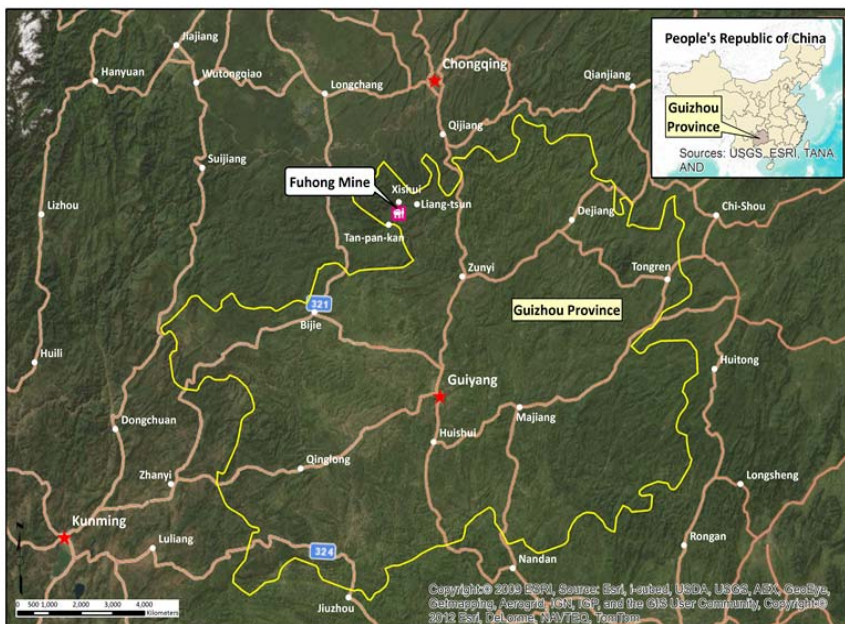 Jiajiang
Hanyuan
Wutongqiao
Longchang
Chongqing
Qianjiang
People's Republic of China
Guizhou
Province
Sources: USGS, ESRI, TANA,
AND
Qijiang
Suijiang
Fuhong Mine
Xishui
Liang-tsun
Tan-pan-kan
Lizhou
Dejiang
Chi-Shou
Zunyi
Tongren
321
Bijie
Guizhou Province
Huili
Huitong
Guiyang
Dongchuan
Majiang
Huishui
Qinglong
Zhanyi
Longsheng
Kunming
Luliang
324
Rongan
Nandan
Jiuzhou
0 500 1,000 2,000 3,000 4,000
Kilometers
Copyright:© 2009 ESRI, Source: Esri, i-cubed, USDA, USGS, AEX, GeoEye,
Getmapping, Aerogrid, IGN, IGP, and the GIS User Community, Copyright:©
2012 Esri, DeLorme, NAVTEQ, TomTom